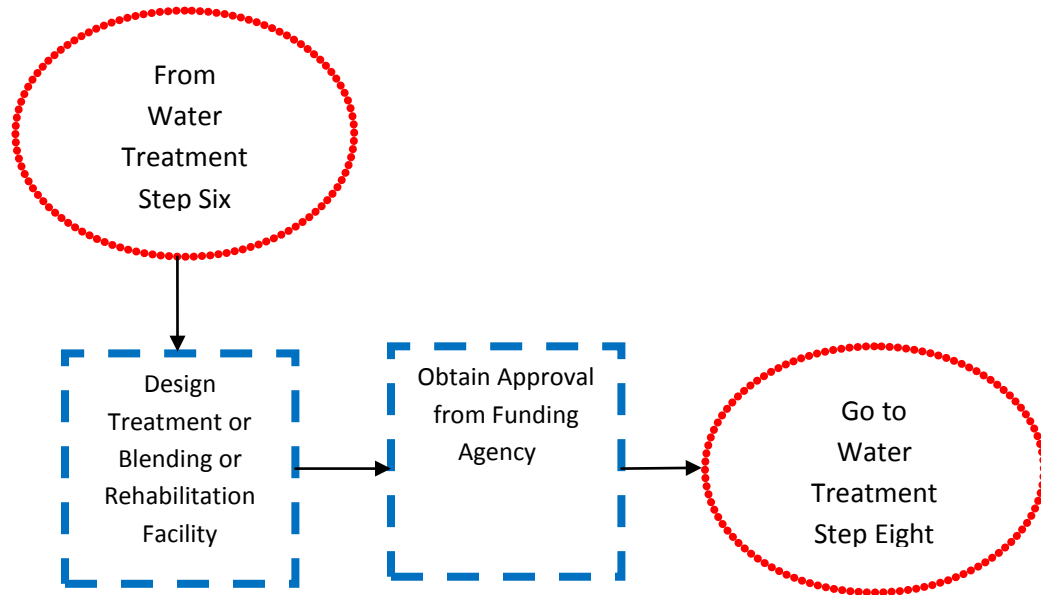 From
Water
Treatment
Step Six
Design
Treatment or
Blending or
Rehabilitation
Facility
Obtain Approval
from Funding
Agency
Go to
Water
Treatment
Step Eight